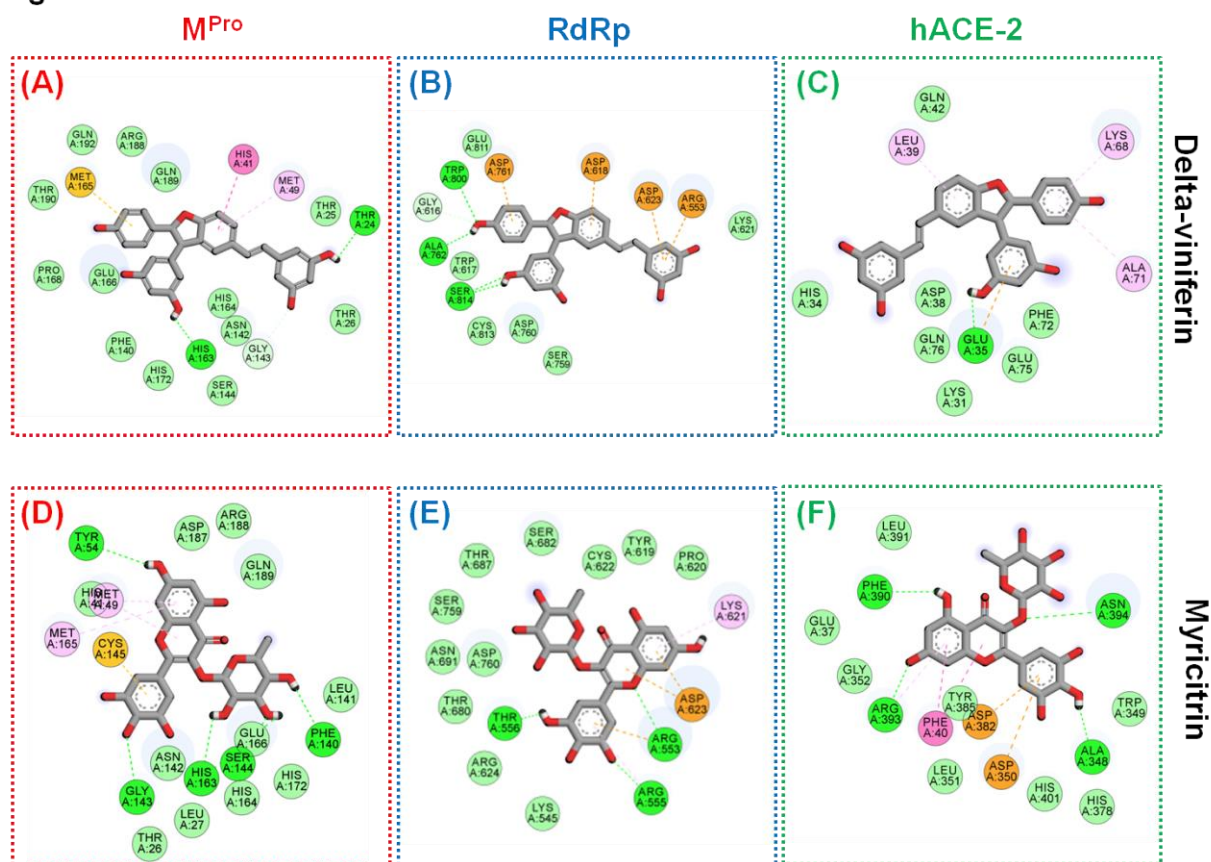 M^Pro RdRp hACE-2
(A)
GLN A:192
ARG A:188
HIS A:41
MET A:165
GLN A:189
MET A:49
THR A:190
THR A:25
THR A:24
PRO A:168
GLU A:166
HIS A:164
THR A:26
ASN A:142
PHE A:140
HIS A:163
GLY A:143
HIS A:172
SER A:144
(B)
GLU A:811
TRP A:800
ASP A:761
ASP A:618
ASP A:623
ARG A:553
GLY A:616
LYS A:621
ALA A:762
TRP A:617
SER A:814
CYS A:813
ASP A:760
SER A:759
(C)
GLN A:42
LEU A:39
LYS A:68
ALA A:71
HIS A:34
ASP A:38
PHE A:72
GLN A:76
GLU A:35
GLU A:75
LYS A:31
Delta-viniferin
(D)
TYR A:54
ASP A:187
ARG A:188
GLN A:189
HIS A:41
MET A:49
MET A:165
CYS A:145
LEU A:141
GLU A:166
PHE A:140
ASN A:142
HIS A:163
SER A:144
HIS A:172
GLY A:143
HIS A:164
LEU A:27
THR A:26
(E)
SER A:682
THR A:687
CYS A:622
TYR A:619
PRO A:620
SER A:759
LYS A:621
ASN A:691
ASP A:760
THR A:680
ASP A:623
THR A:556
ARG A:553
ARG A:624
ARG A:555
LYS A:545
(F)
LEU A:391
PHE A:390
ASN A:394
GLU A:37
GLY A:352
ARG A:393
TYR A:385
PHE A:40
ASP A:382
TRP A:349
LEU A:351
ASP A:350
ALA A:348
HIS A:401
HIS A:378
Myricitrin